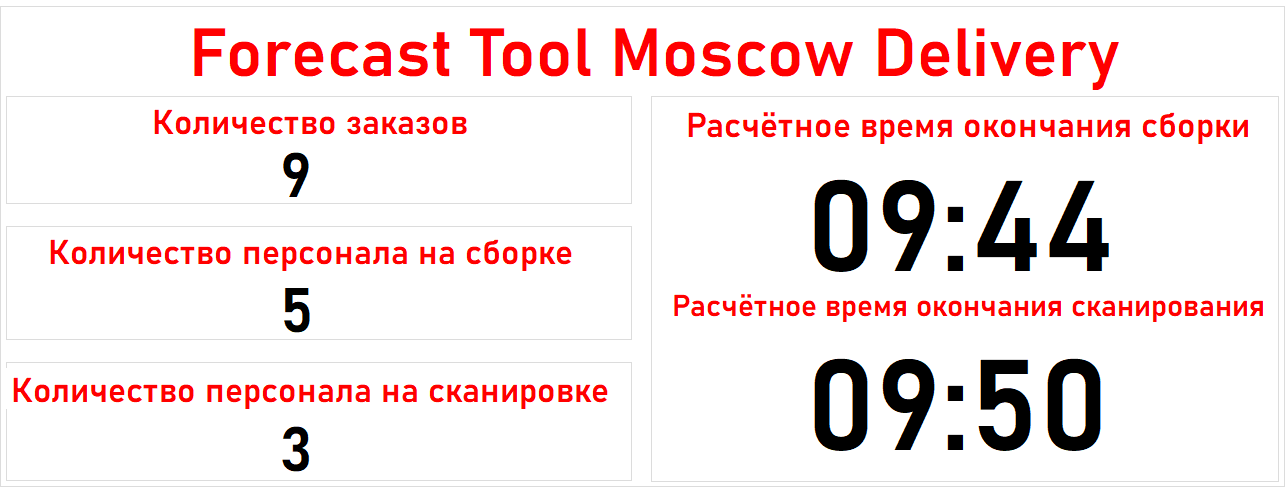 Forecast Tool Moscow Delivery
Количество заказов
9
Количество персонала на сборке
5
Количество персонала на сканировке
3
Расчётное время окончания сборки
09:44
Расчётное время окончания сканирования
09:50